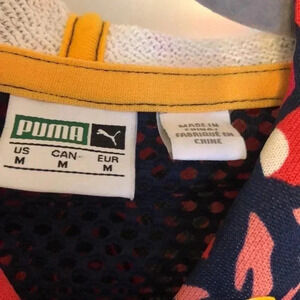 PUMA
US CAN- EUR
M M M
MADE IN
CHINA/
FABRIQUÉ EN
CHINE